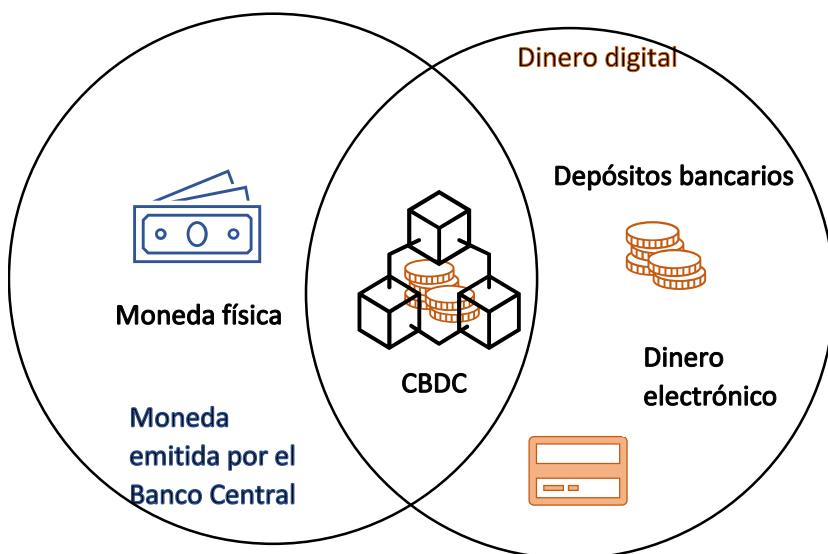 Dinero digital
Depósitos bancarios
Moneda física
Dinero
electrónico
CBDC
Moneda
emitida por el
Banco Central